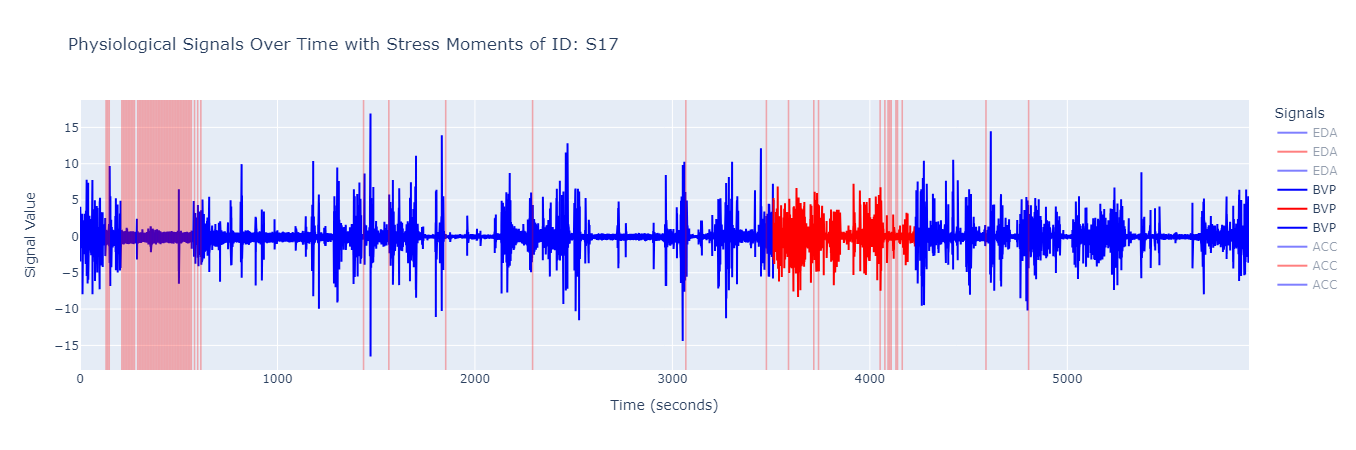 Physiological Signals Over Time with Stress Moments of ID: S17
Signals
EDA
EDA
EDA
BVP
BVP
BVP
ACC
ACC
ACC
Signal Value
15
10
5
0
−5
−10
−15
0
1000
2000
3000
4000
5000
Time (seconds)